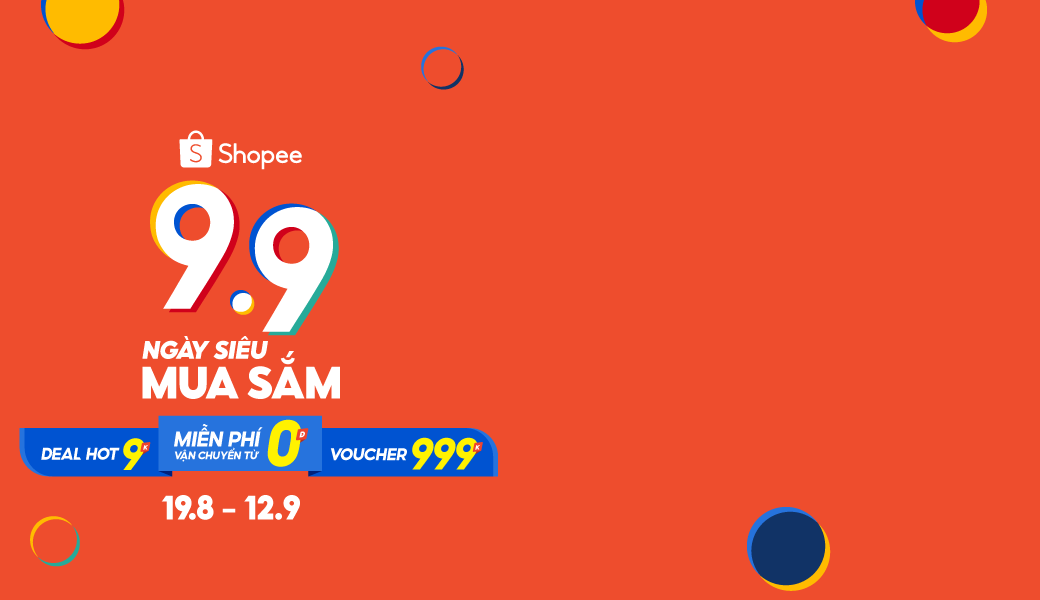 Shopee
9.9
NGÀY SIÊU
MUA SẮM
DEAL HOT 9K
MIỄN PHÍ
VẬN CHUYỂN TỪ 0Đ
VOUCHER 999K
19.8 – 12.9